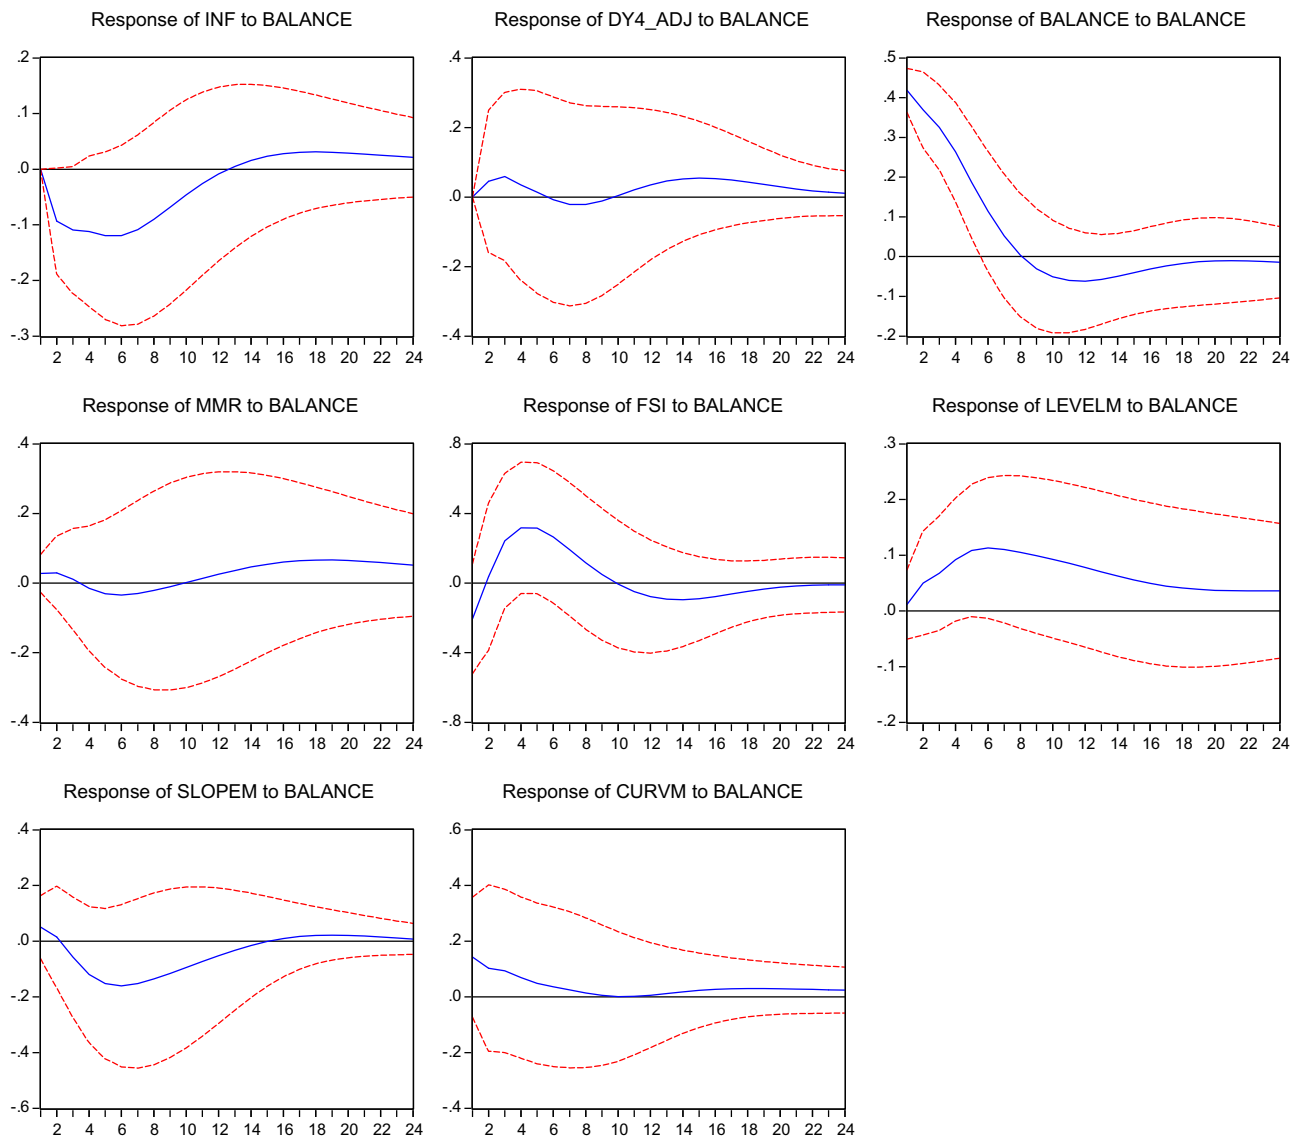 Response of INF to BALANCE
.2
.1
.0
-.1
-.2
-.3
2 4 6 8 10 12 14 16 18 20 22 24
Response of DY4_ADJ to BALANCE
.4
.2
.0
-.2
-.4
2 4 6 8 10 12 14 16 18 20 22 24
Response of BALANCE to BALANCE
.5
.4
.3
.2
.1
.0
-.1
-.2
2 4 6 8 10 12 14 16 18 20 22 24
Response of MMR to BALANCE
.4
.2
.0
-.2
-.4
2 4 6 8 10 12 14 16 18 20 22 24
Response of FSI to BALANCE
.8
.4
.0
-.4
-.8
2 4 6 8 10 12 14 16 18 20 22 24
Response of LEVELM to BALANCE
.3
.2
.1
.0
-.1
-.2
2 4 6 8 10 12 14 16 18 20 22 24
Response of SLOPEM to BALANCE
.4
.2
.0
-.2
-.4
-.6
2 4 6 8 10 12 14 16 18 20 22 24
Response of CURVM to BALANCE
.6
.4
.2
.0
-.2
-.4
2 4 6 8 10 12 14 16 18 20 22 24